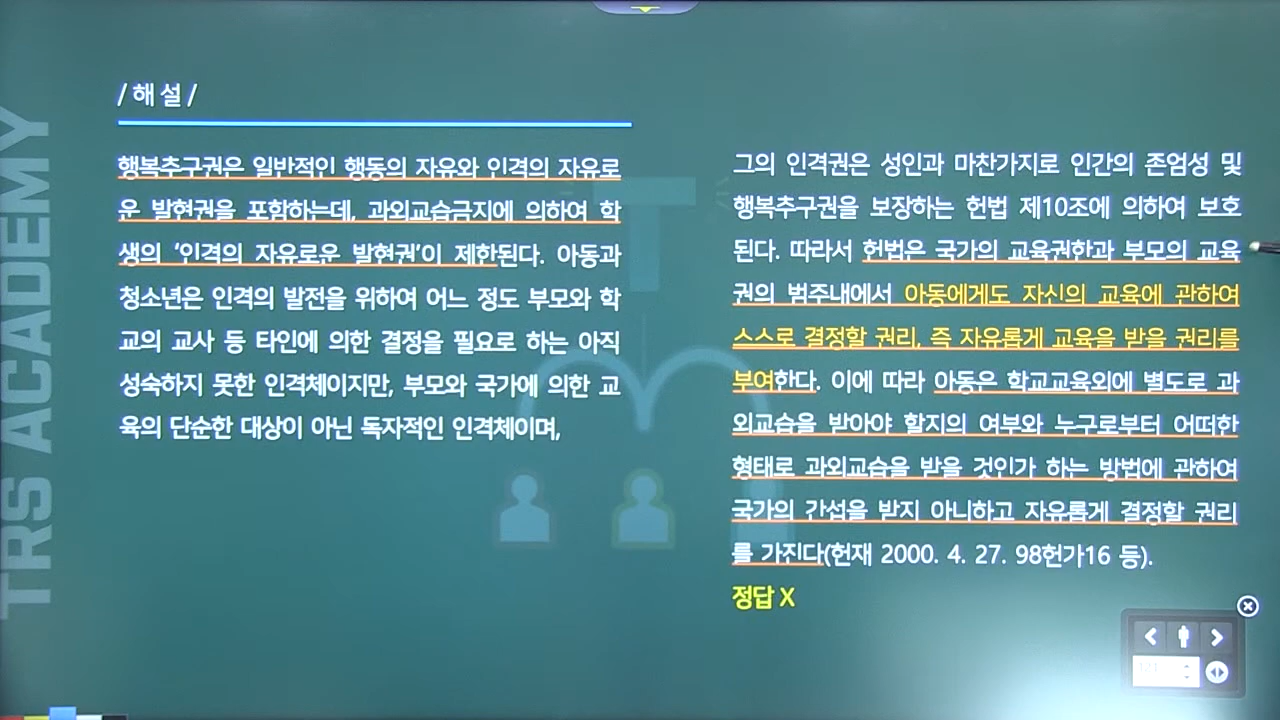 TRS ACADEMY
/ 해 설 /
행복추구권은 일반적인 행동의 자유와 인격의 자유로
운 발현권을 포함하는데, 과외교습금지에 의하여 학
생의 ‘인격의 자유로운 발현권’이 제한된다. 아동과
청소년은 인격의 발전을 위하여 어느 정도 부모와 학
교의 교사 등 타인에 의한 결정을 필요로 하는 아직
성숙하지 못한 인격체이지만, 부모와 국가에 의한 교
육의 단순한 대상이 아닌 독자적인 인격체이며,
그의 인격권은 성인과 마찬가지로 인간의 존엄성 및
행복추구권을 보장하는 헌법 제10조에 의하여 보호
된다. 따라서 헌법은 국가의 교육권한과 부모의 교육
권의 범주내에서 아동에게도 자신의 교육에 관하여
스스로 결정할 권리, 즉 자유롭게 교육을 받을 권리를
부여한다. 이에 따라 아동은 학교교육외에 별도로 과
외교습을 받아야 할지의 여부와 누구로부터 어떠한
형태로 과외교습을 받을 것인가 하는 방법에 관하여
국가의 간섭을 받지 아니하고 자유롭게 결정할 권리
를 가진다(헌재 2000. 4. 27. 98헌가16 등).
정답 X